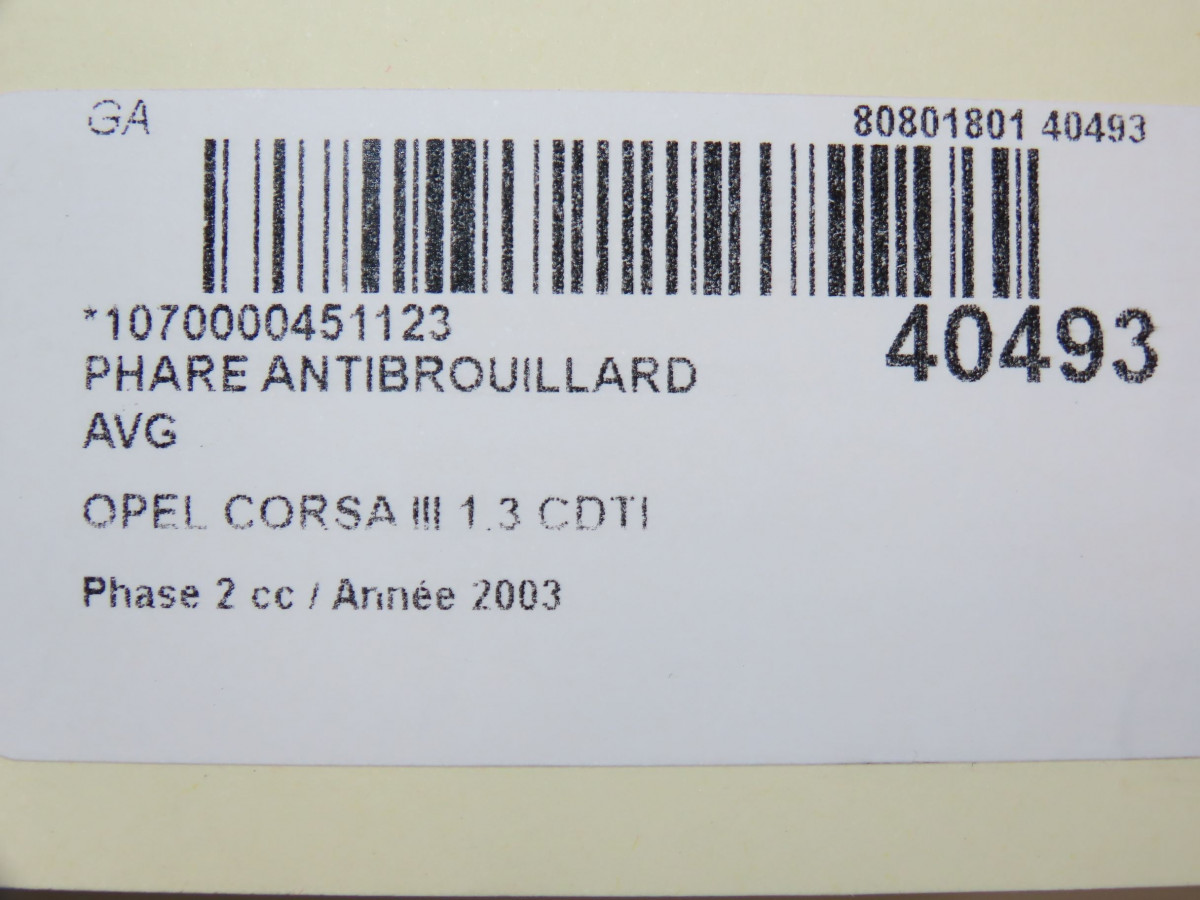 GA
80801801 40493
*1070000451123
40493
PHARE ANTIBROUILLARD
AVG
OPEL CORSA III 1.3 CDTI
Phase 2 cc / Année 2003